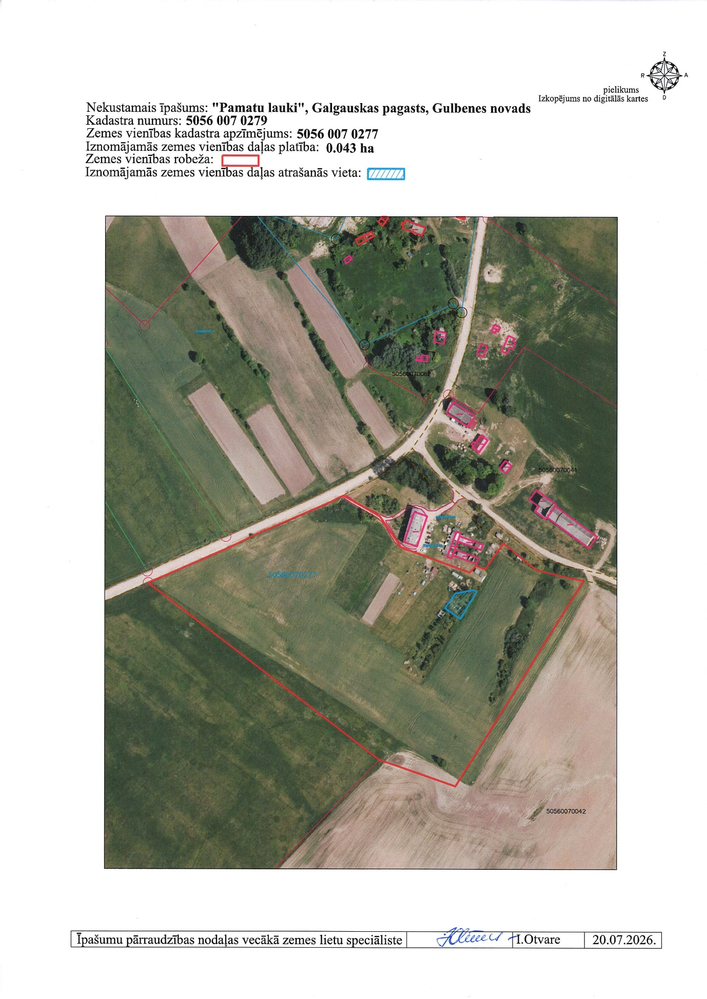 Z
R A
D
pielikums
Izkopējums no digitālās kartes
Nekustamais īpašums: "Pamatu lauki", Galgauskas pagasts, Gulbenes novads
Kadastra numurs: 5056 007 0279
Zemes vienības kadastra apzīmējums: 5056 007 0277
Iznomājamās zemes vienības daļas platība: 0.043 ha
Zemes vienības robeža:
Iznomājamās zemes vienības daļas atrašanās vieta:
50560070062
50560070041
50560070277
50560070042
Īpašumu pārraudzības nodaļas vecākā zemes lietu speciāliste I.Otvare 20.07.2026.